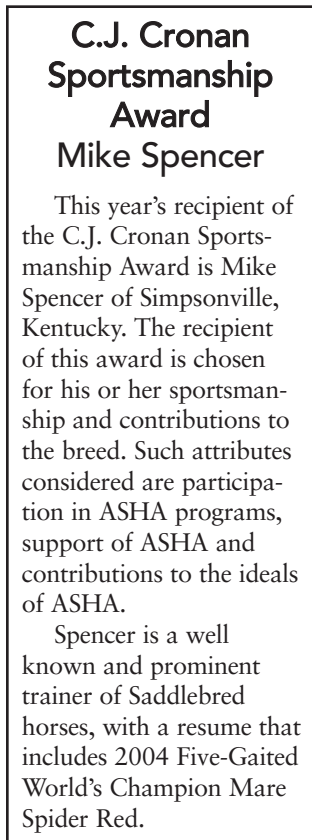 C.J. Cronan
Sportsmanship
Award
Mike Spencer
This year's recipient of
the C.J. Cronan Sports-
manship Award is Mike
Spencer of Simpsonville,
Kentucky. The recipient
of this award is chosen
for his or her sportsman-
ship and contributions to
the breed. Such attributes
considered are participa-
tion in ASHA programs,
support of ASHA and
contributions to the ideals
of ASHA.
Spencer is a well
known and prominent
trainer of Saddlebred
horses, with a resume that
includes 2004 Five-Gaited
World's Champion Mare
Spider Red.